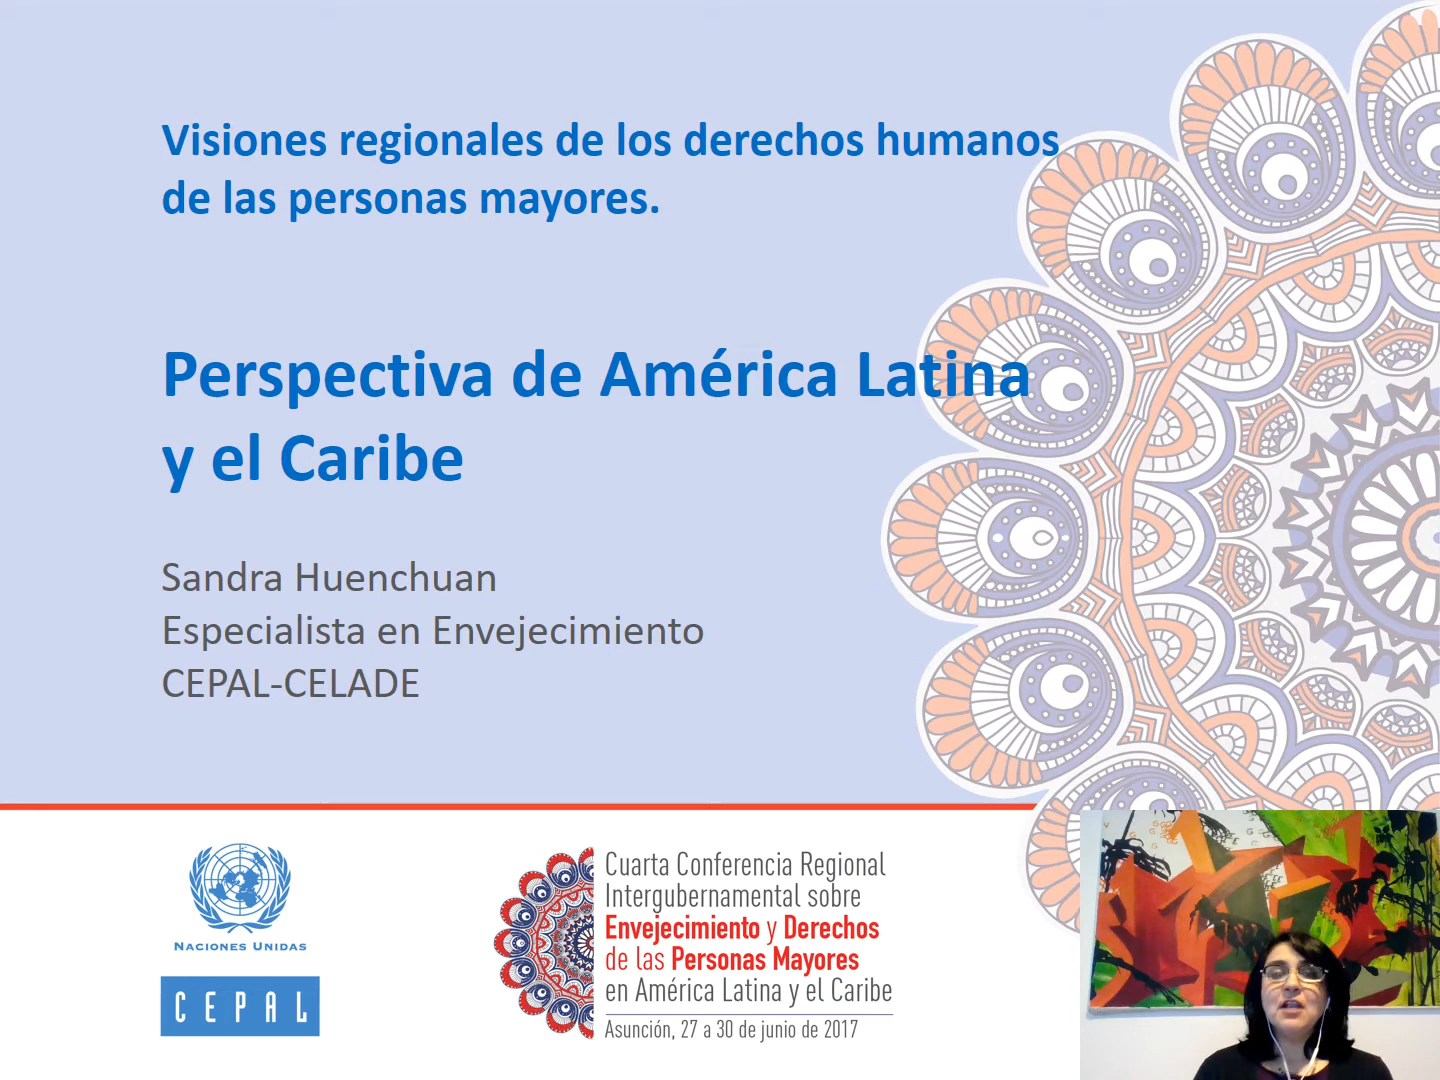 Visiones regionales de los derechos humanos
de las personas mayores.
Perspectiva de América Latina
y el Caribe
Sandra Huenchuan
Especialista en Envejecimiento
CEPAL-CELADE
NACIONES UNIDAS
CEPAL
Cuarta Conferencia Regional
Intergubernamental sobre
Envejecimiento y Derechos
de las Personas Mayores
en América Latina y el Caribe
Asunción, 27 a 30 de junio de 2017